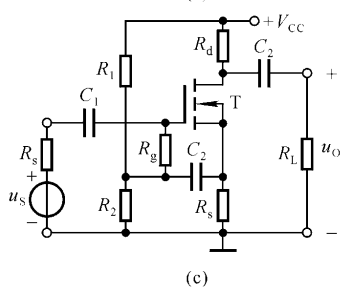 +V_CC
R_d
C_2
R_1
C_1
T
+
R_s
R_g
C_2
R_L
u_O
+
u_S
−
R_2
R_s
−
(c)